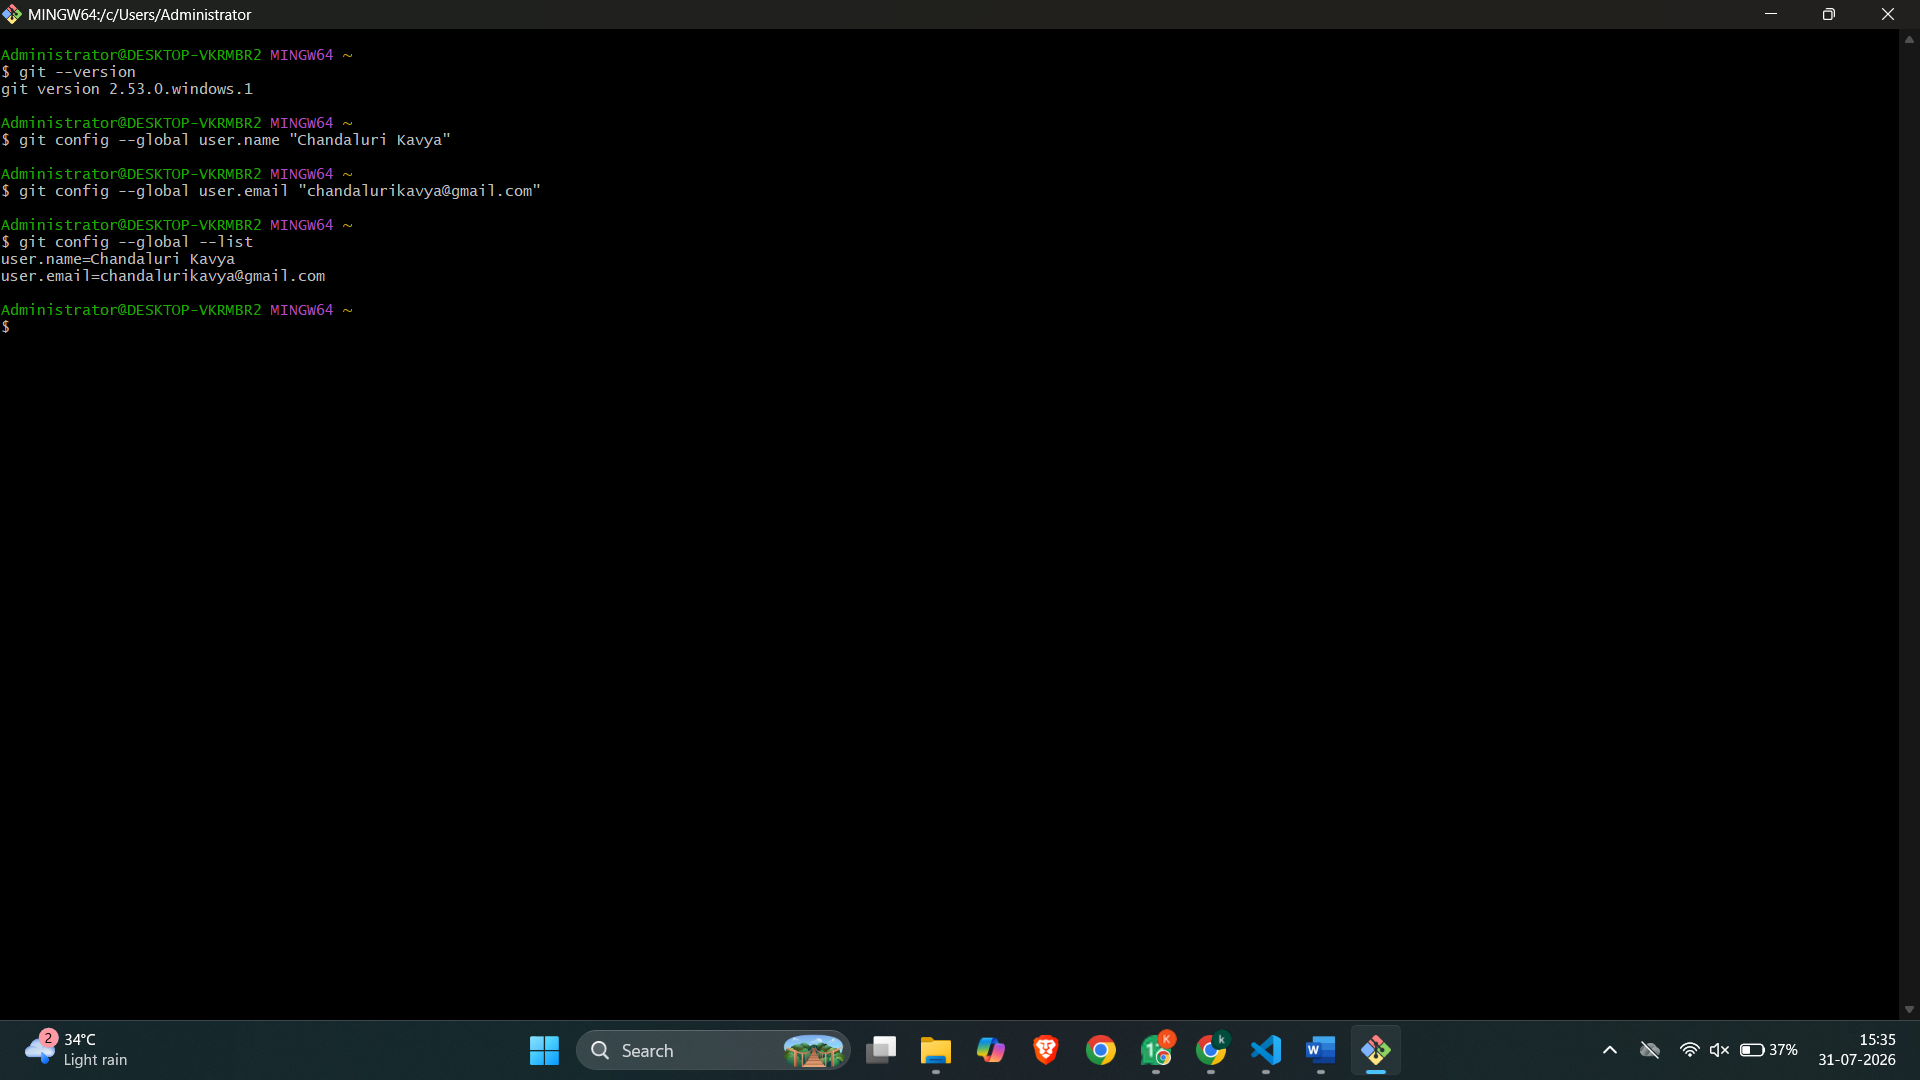 MINGW64:/c/Users/Administrator
Administrator@DESKTOP-VKRMBR2 MINGW64 ~
$ git --version
git version 2.53.0.windows.1
Administrator@DESKTOP-VKRMBR2 MINGW64 ~
$ git config --global user.name "Chandaluri Kavya"
Administrator@DESKTOP-VKRMBR2 MINGW64 ~
$ git config --global user.email "chandalurikavya@gmail.com"
Administrator@DESKTOP-VKRMBR2 MINGW64 ~
$ git config --global --list
user.name=Chandaluri Kavya
user.email=chandalurikavya@gmail.com
Administrator@DESKTOP-VKRMBR2 MINGW64 ~
$
2
34°C
Light rain
Search
1
K
k
W
37%
15:35
31-07-2026